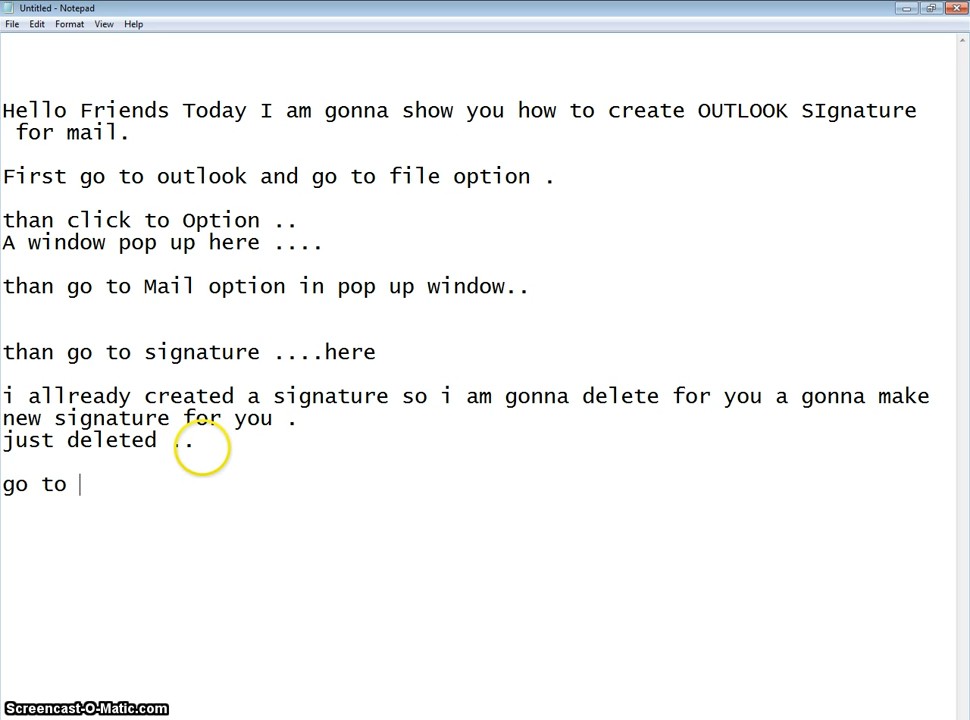 Untitled - Notepad
File Edit Format View Help
Hello Friends Today I am gonna show you how to create OUTLOOK SIgnature
for mail.
First go to outlook and go to file option .
than click to Option ..
A window pop up here ....
than go to Mail option in pop up window..
than go to signature ....here
i allready created a signature so i am gonna delete for you a gonna make
new signature for you .
just deleted ..
go to
Screencast-O-Matic.com